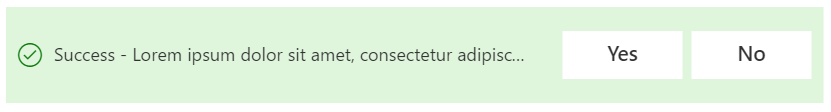 Success - Lorem ipsum dolor sit amet, consectetur adipisc... Yes No